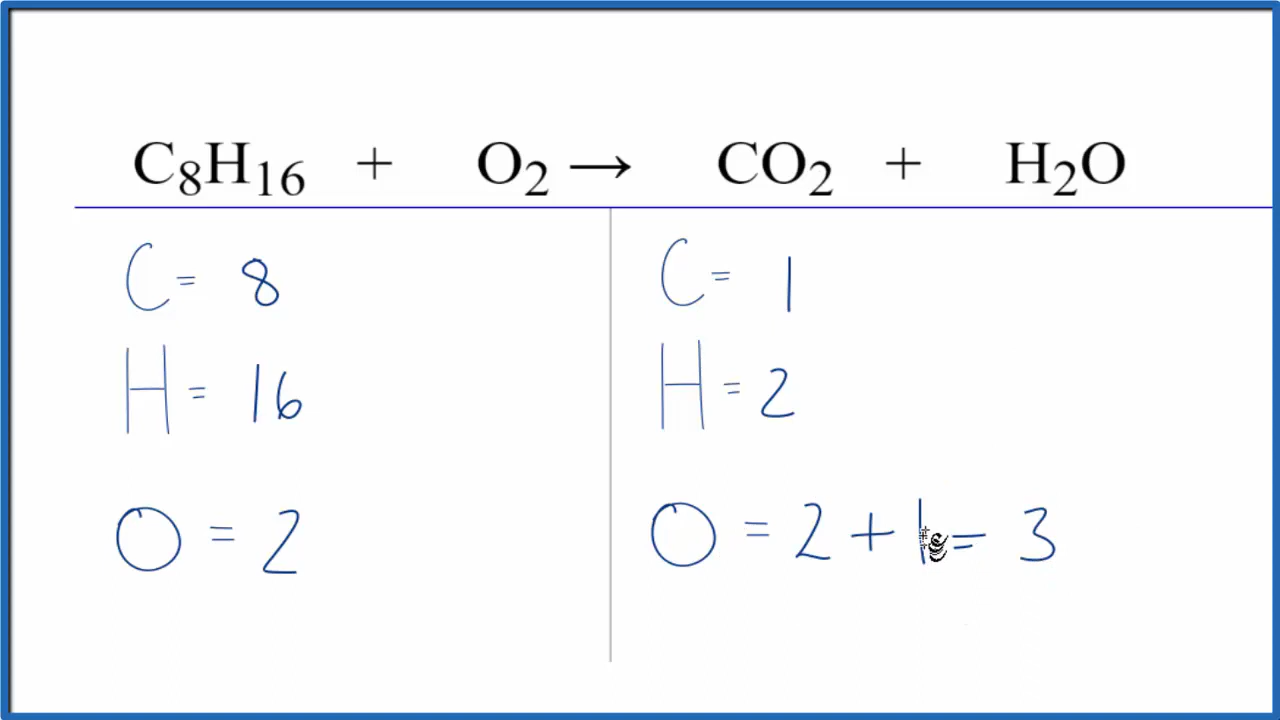 C₈H₁₆ + O₂ → CO₂ + H₂O
C = 8
C = 1
H = 16
H = 2
O = 2
O = 2 + 1 = 3